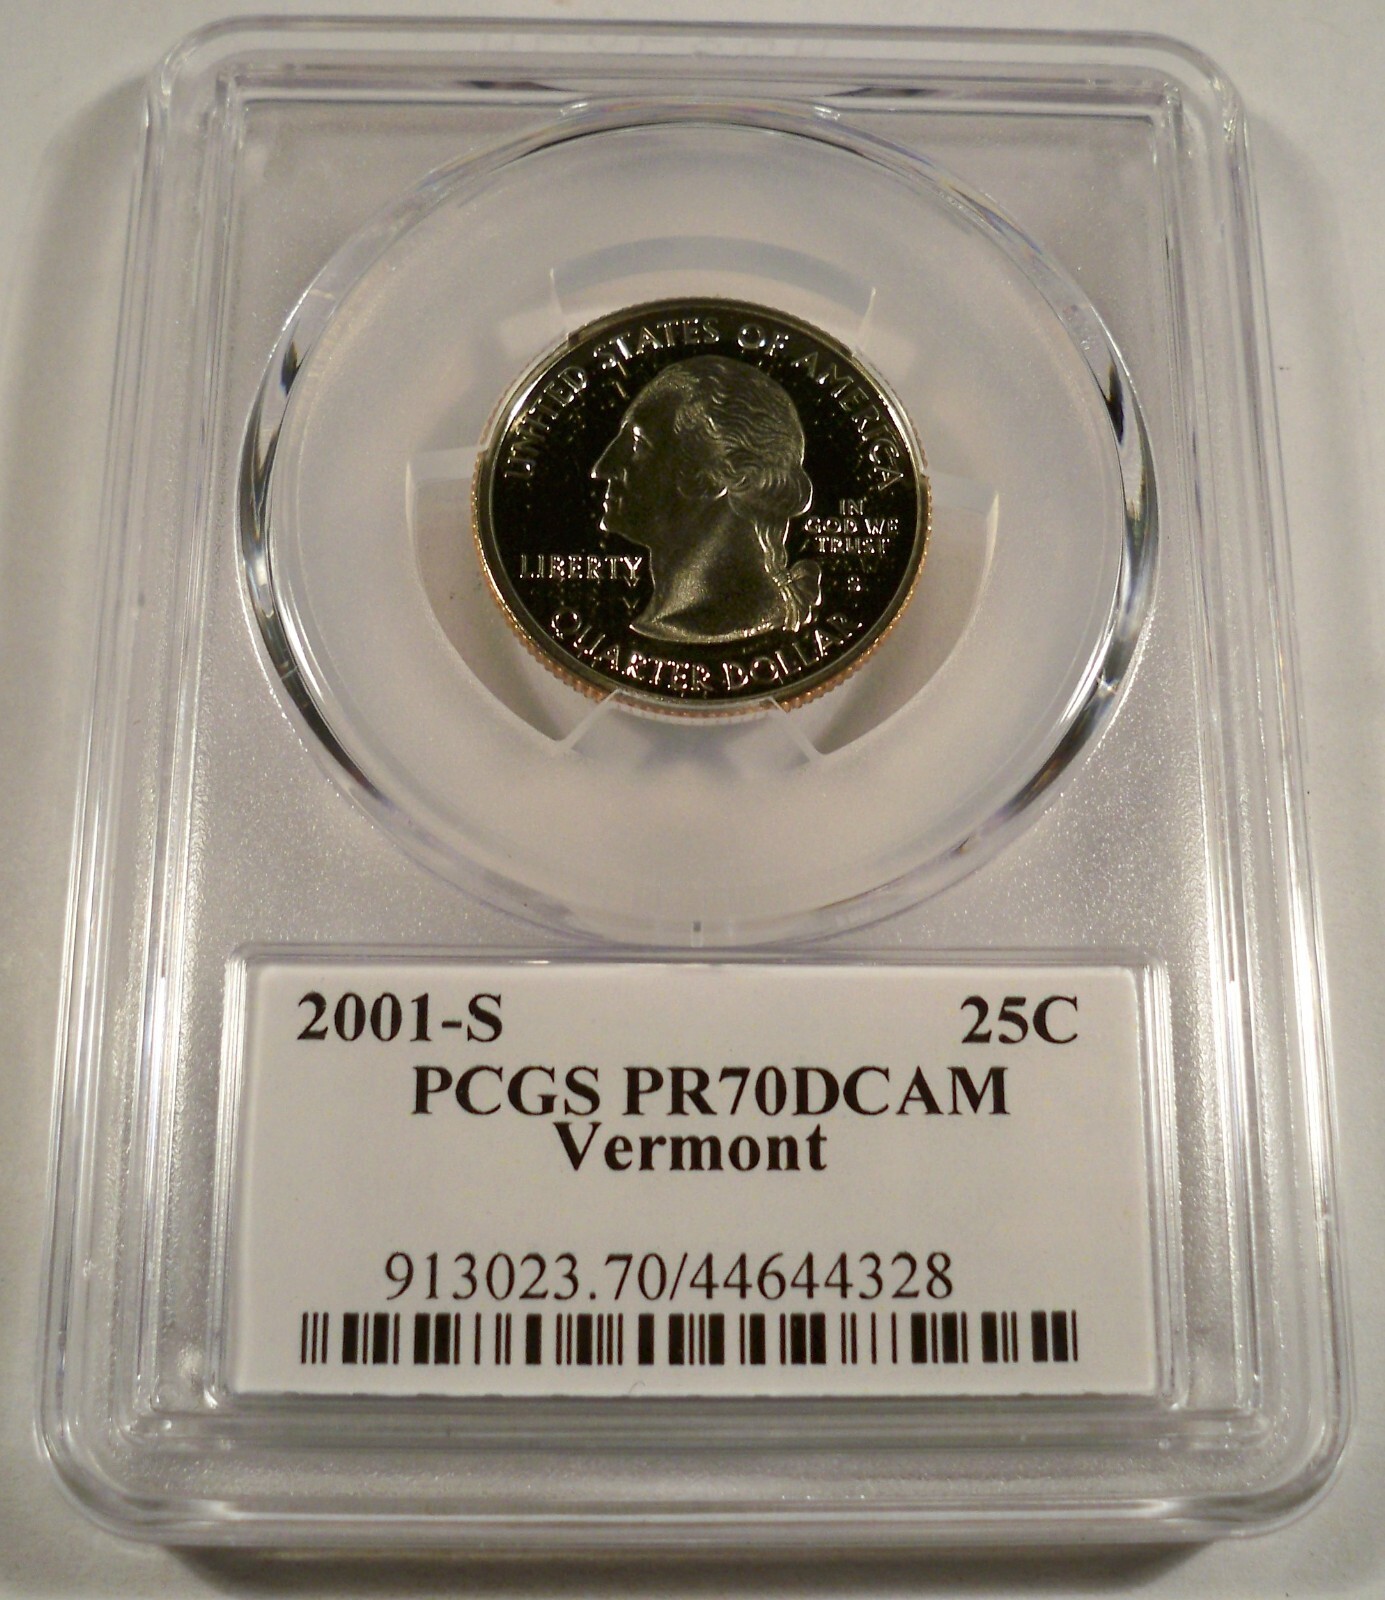 UNITED STATES OF AMERICA
IN
GOD WE
TRUST
LIBERTY
S
QUARTER DOLLAR
2001-S 25C
PCGS PR70DCAM
Vermont
913023.70/44644328